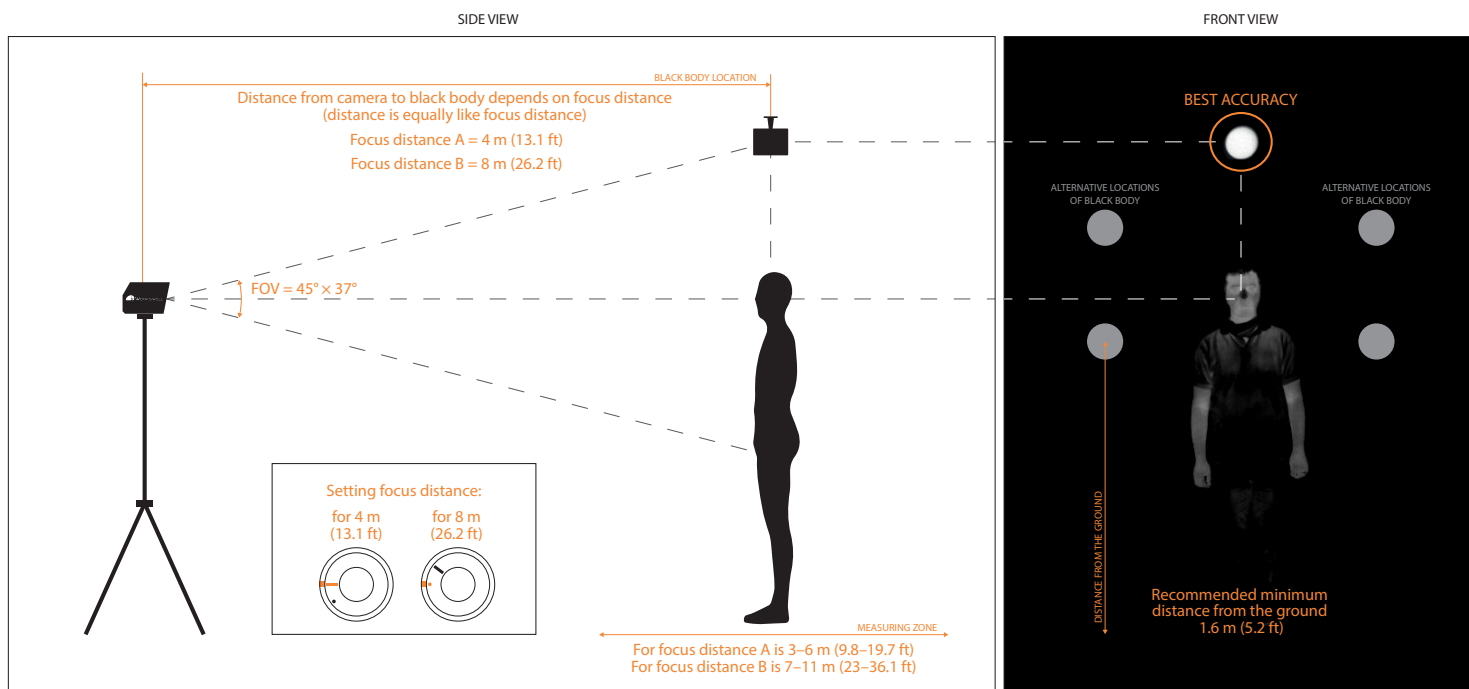 SIDE VIEW
FRONT VIEW
BLACK BODY LOCATION
Distance from camera to black body depends on focus distance
(distance is equally like focus distance)
Focus distance A = 4 m (13.1 ft)
Focus distance B = 8 m (26.2 ft)
FOV = 45° × 37°
Setting focus distance:
for 4 m
(13.1 ft)
for 8 m
(26.2 ft)
MEASURING ZONE
For focus distance A is 3–6 m (9.8–19.7 ft)
For focus distance B is 7–11 m (23–36.1 ft)
BEST ACCURACY
ALTERNATIVE LOCATIONS
OF BLACK BODY
ALTERNATIVE LOCATIONS
OF BLACK BODY
DISTANCE FROM THE GROUND
Recommended minimum
distance from the ground
1.6 m (5.2 ft)